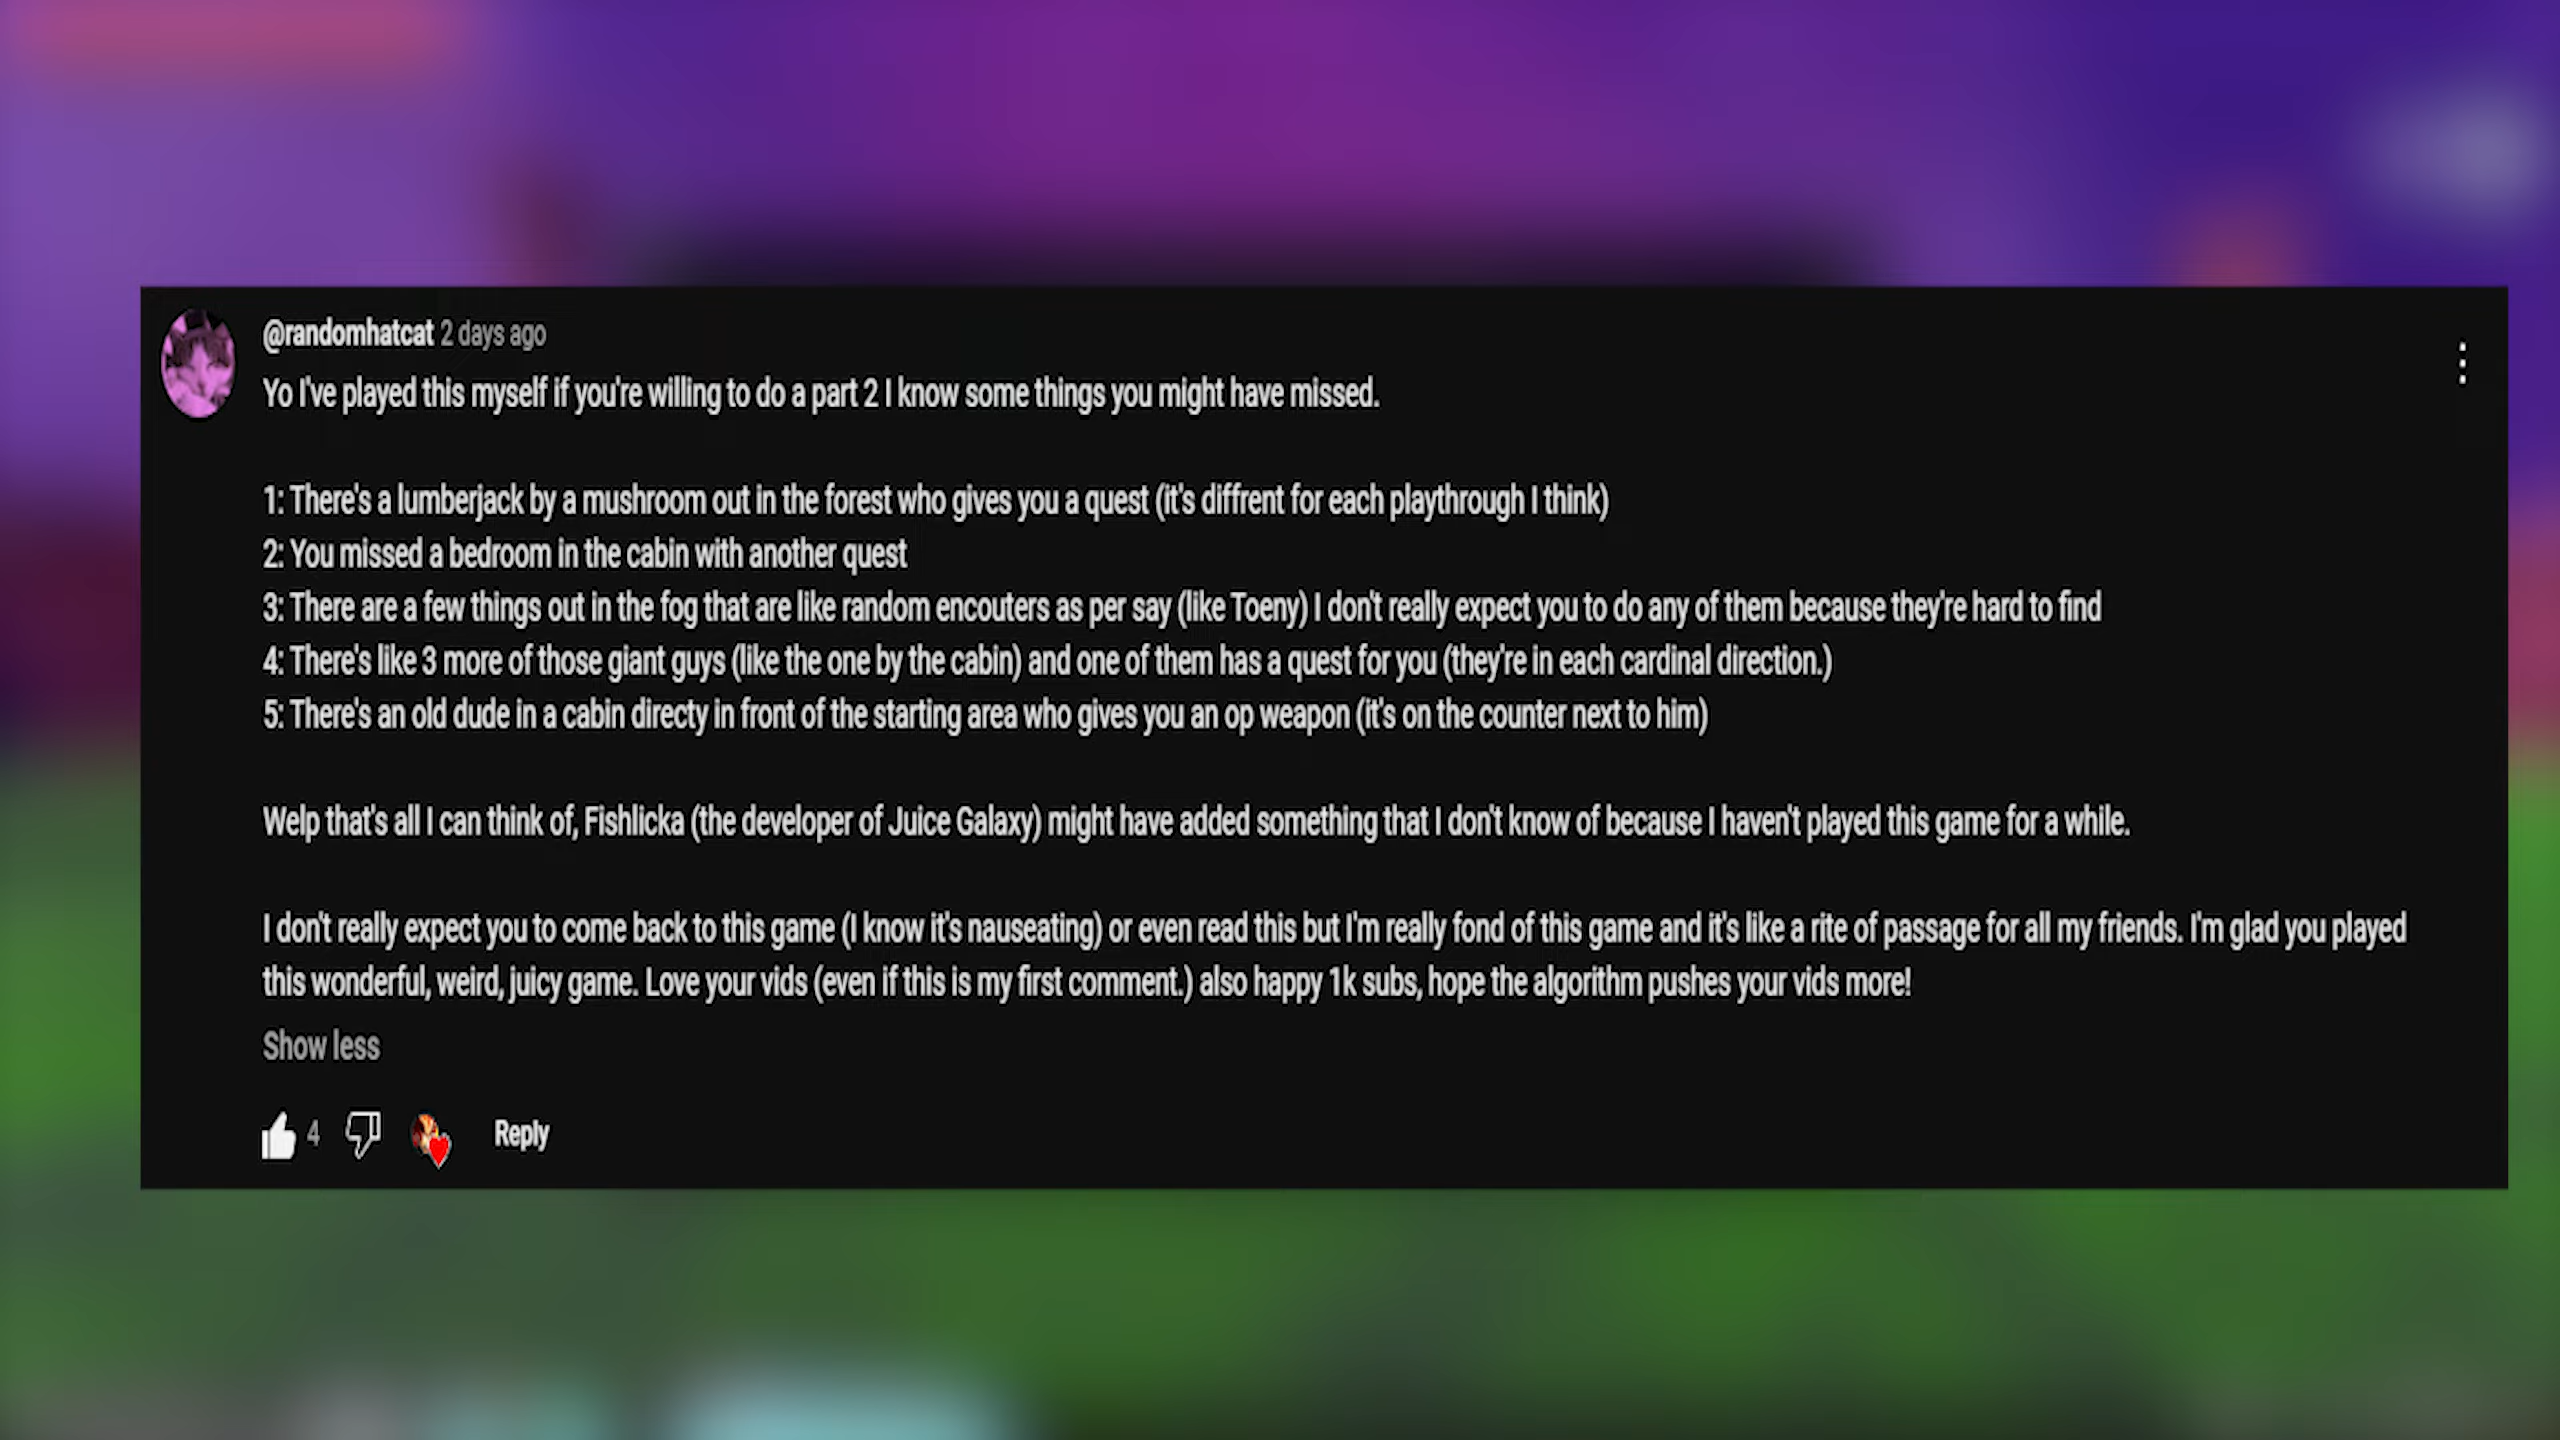 @randomhatcat 2 days ago
Yo I've played this myself if you're willing to do a part 2 I know some things you might have missed.
1: There's a lumberjack by a mushroom out in the forest who gives you a quest (it's diffrent for each playthrough I think)
2: You missed a bedroom in the cabin with another quest
3: There are a few things out in the fog that are like random encouters as per say (like Toeny) I don't really expect you to do any of them because they're hard to find
4: There's like 3 more of those giant guys (like the one by the cabin) and one of them has a quest for you (they're in each cardinal direction.)
5: There's an old dude in a cabin directy in front of the starting area who gives you an op weapon (it's on the counter next to him)
Welp that's all I can think of, Fishlicka (the developer of Juice Galaxy) might have added something that I don't know of because I haven't played this game for a while.
I don't really expect you to come back to this game (I know it's nauseating) or even read this but I'm really fond of this game and it's like a rite of passage for all my friends. I'm glad you played
this wonderful, weird, juicy game. Love your vids (even if this is my first comment.) also happy 1k subs, hope the algorithm pushes your vids more!
Show less
4 Reply